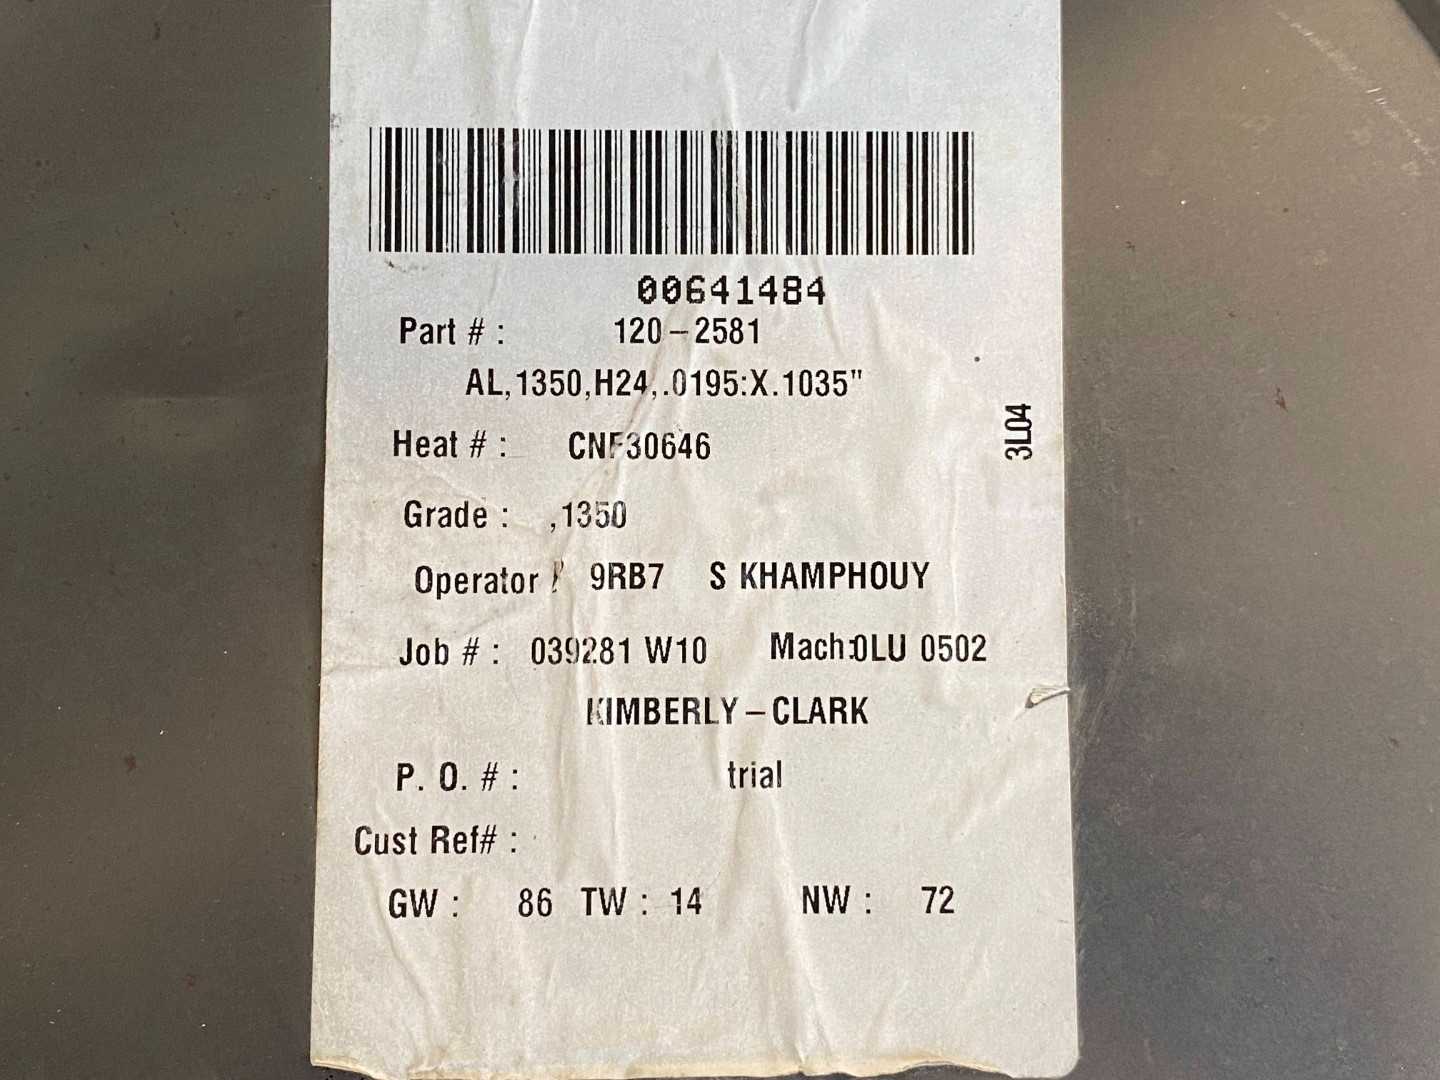 00641484
Part # : 120-2581
AL,1350,H24,.0195:X.1035"
3L04
Heat # : CNF30646
Grade : ,1350
Operator : 9RB7 S KHAMPHOUY
Job # : 039281 W10 Mach:0LU 0502
KIMBERLY-CLARK
P. O. # : trial
Cust Ref# :
GW : 86 TW : 14 NW : 72